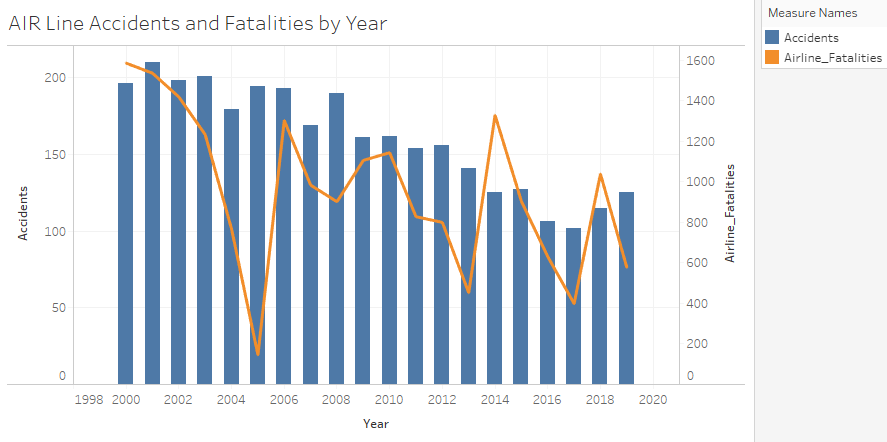 AIR Line Accidents and Fatalities by Year
Measure Names
Accidents
Airline_Fatalities
200
150
100
50
0
Accidents
1600
1400
1200
1000
800
600
400
200
0
Airline_Fatalities
1998 2000 2002 2004 2006 2008 2010 2012 2014 2016 2018 2020
Year